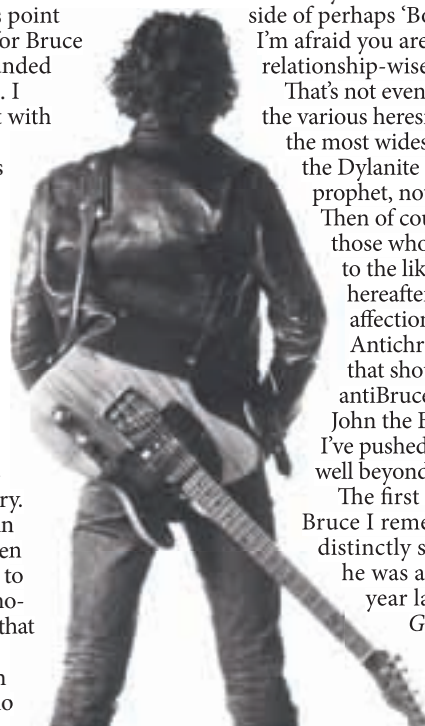 s point
or Bruce
nded
. I
t with
s
ry.
n
en
to
no-
that
n
o
side of perhaps ‘Bo
I’m afraid you are
relationship-wise
That’s not even
the various heresi
the most wides
the Dylanite
prophet, not
Then of cou
those who
to the lik
hereafter
affection
Antichr
that shou
antiBruce
John the B
I’ve pushed
well beyond
The first
Bruce I reme
distinctly s
he was a
year la
G